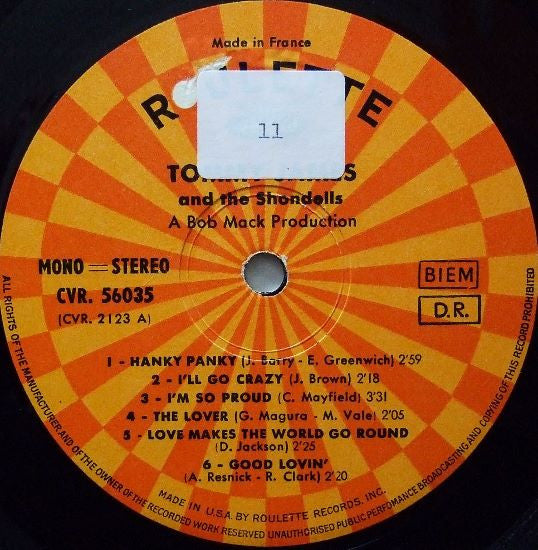 Made in France
11
and the Shondells
A Bob Mack Production
MONO = STEREO
CVR. 56035
(CVR. 2123 A)
BIEM
D.R.
1 - HANKY PANKY (J. Barry - E. Greenwich) 2'59
2 - I'LL GO CRAZY (J. Brown) 2'18
3 - I'M SO PROUD (C. Mayfield) 3'31
4 - THE LOVER (G. Magura - M. Vale) 2'05
5 - LOVE MAKES THE WORLD GO ROUND
(D. Jackson) 2'25
6 - GOOD LOVIN'
(A. Resnick - R. Clark) 2'20
MADE IN U.S.A. BY ROULETTE RECORDS, INC.
ALL RIGHTS OF THE MANUFACTURER AND OF THE OWNER OF THE RECORDED WORK RESERVED UNAUTHORISED PUBLIC PERFOMANCE BROADCASTING AND COPYING OF THIS RECORD PROHIBITED